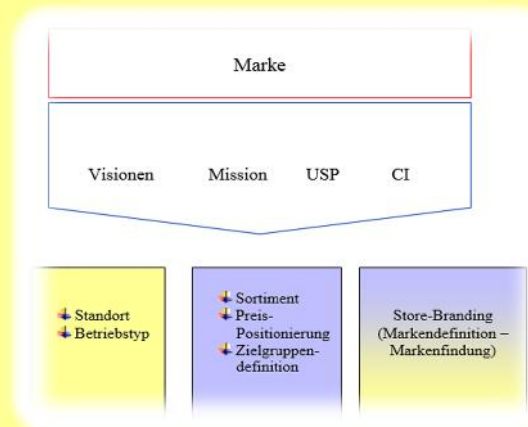 Marke
Visionen Mission USP CI
Standort
Betriebstyp
Sortiment
Preis-
Positionierung
Zielgruppen-
definition
Store-Branding
(Markendefinition –
Markenfindung)